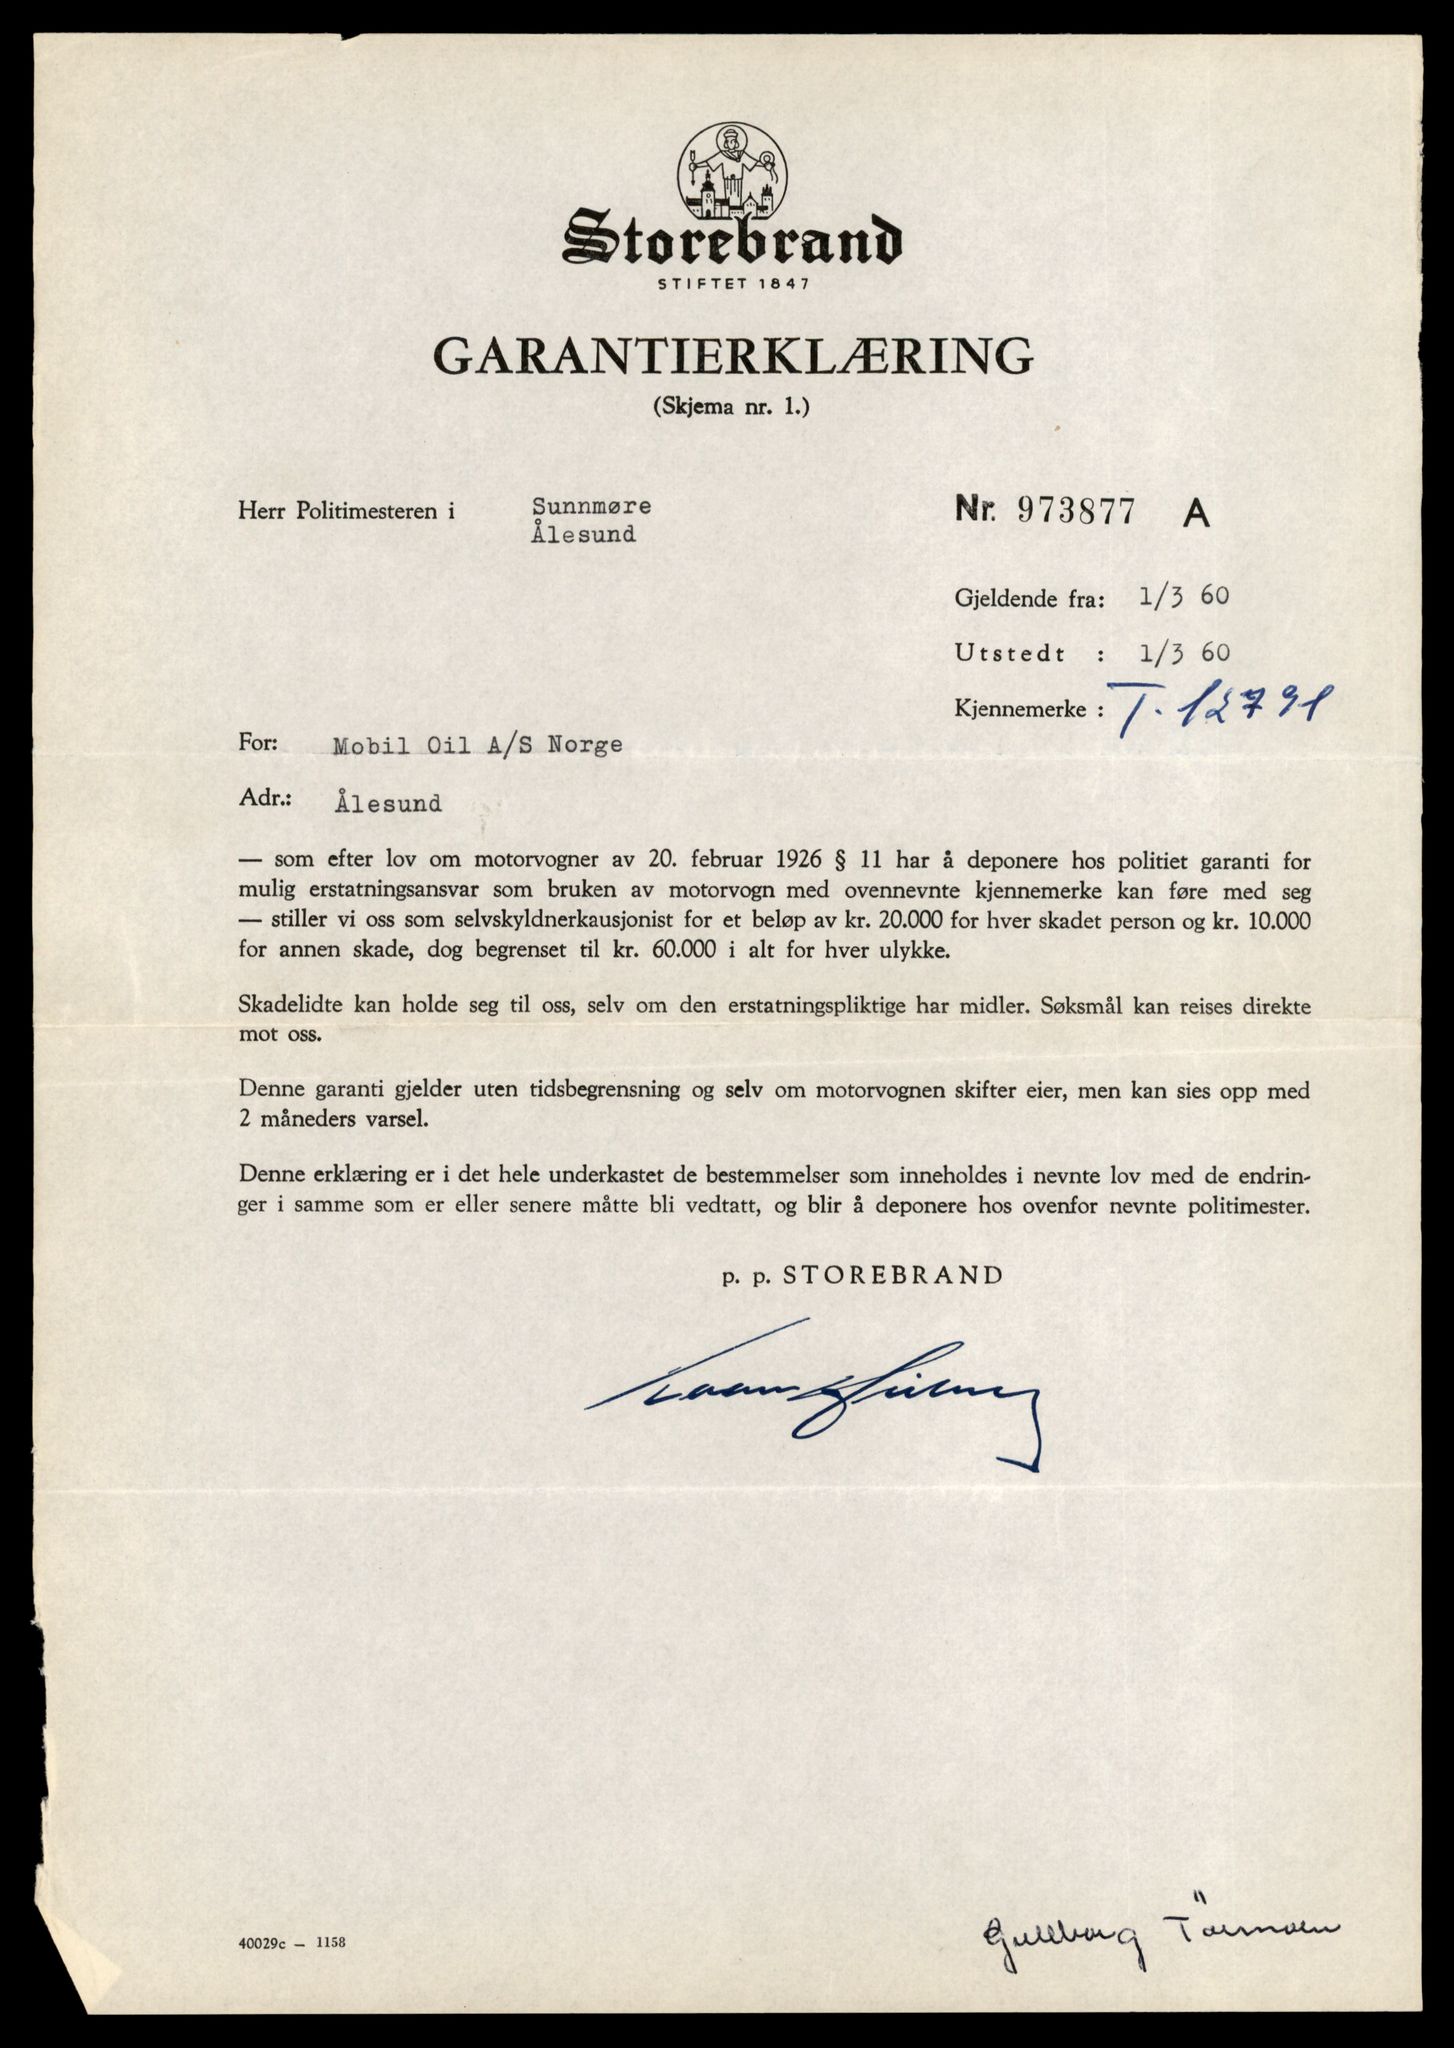 Storebrand
STIFTET 1847
GARANTIERKLÆRING
(Skjema nr. 1.)
Herr Politimesteren i Sunnmøre
Ålesund
Nr. 973877 A
Gjeldende fra: 1/3 60
Utstedt : 1/3 60
Kjennemerke : T. 12791
For: Mobil Oil A/S Norge
Adr.: Ålesund
— som efter lov om motorvogner av 20. februar 1926 § 11 har å deponere hos politiet garanti for
mulig erstatningsansvar som bruken av motorvogn med ovennevnte kjennemerke kan føre med seg
— stiller vi oss som selvskyldnerkausjonist for et beløp av kr. 20.000 for hver skadet person og kr. 10.000
for annen skade, dog begrenset til kr. 60.000 i alt for hver ulykke.
Skadelidte kan holde seg til oss, selv om den erstatningspliktige har midler. Søksmål kan reises direkte
mot oss.
Denne garanti gjelder uten tidsbegrensning og selv om motorvognen skifter eier, men kan sies opp med
2 måneders varsel.
Denne erklæring er i det hele underkastet de bestemmelser som inneholdes i nevnte lov med de endrin-
ger i samme som er eller senere måtte bli vedtatt, og blir å deponere hos ovenfor nevnte politimester.
p. p. STOREBRAND
40029c — 1158
Gullborg